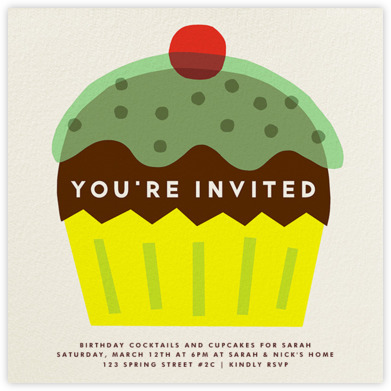 YOU'RE INVITED
BIRTHDAY COCKTAILS AND CUPCAKES FOR SARAH
SATURDAY, MARCH 12TH AT 6PM AT SARAH & NICK'S HOME
123 SPRING STREET #2C | KINDLY RSVP